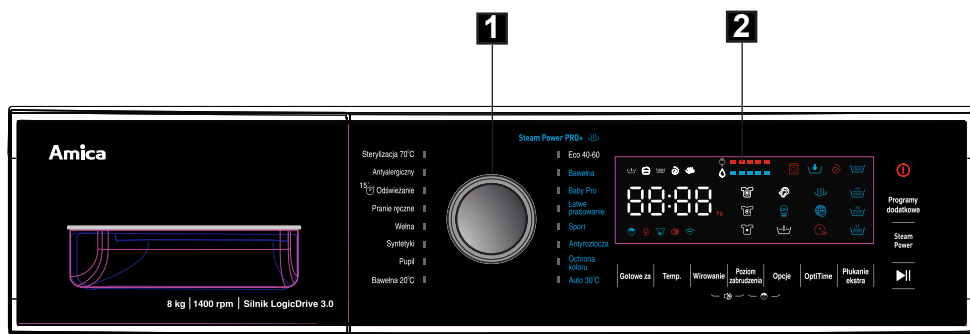 1
2
Amica
Steam Power PRO+
Sterylizacja 70°C
Antyalergiczny
15' Odświeżanie
Pranie ręczne
Wełna
Syntetyki
Pupil
Bawełna 20°C
Eco 40-60
Bawełna
Baby Pro
Łatwe
prasowanie
Sport
Antyroztocza
Ochrona
koloru
Auto 30°C
88:88
kg
Programy
dodatkowe
Steam
Power
Gotowe za
Temp.
Wirowanie
Poziom
zabrudzenia
Opcje
OptiTime
Płukanie
ekstra
8 kg | 1400 rpm | Silnik LogicDrive 3.0